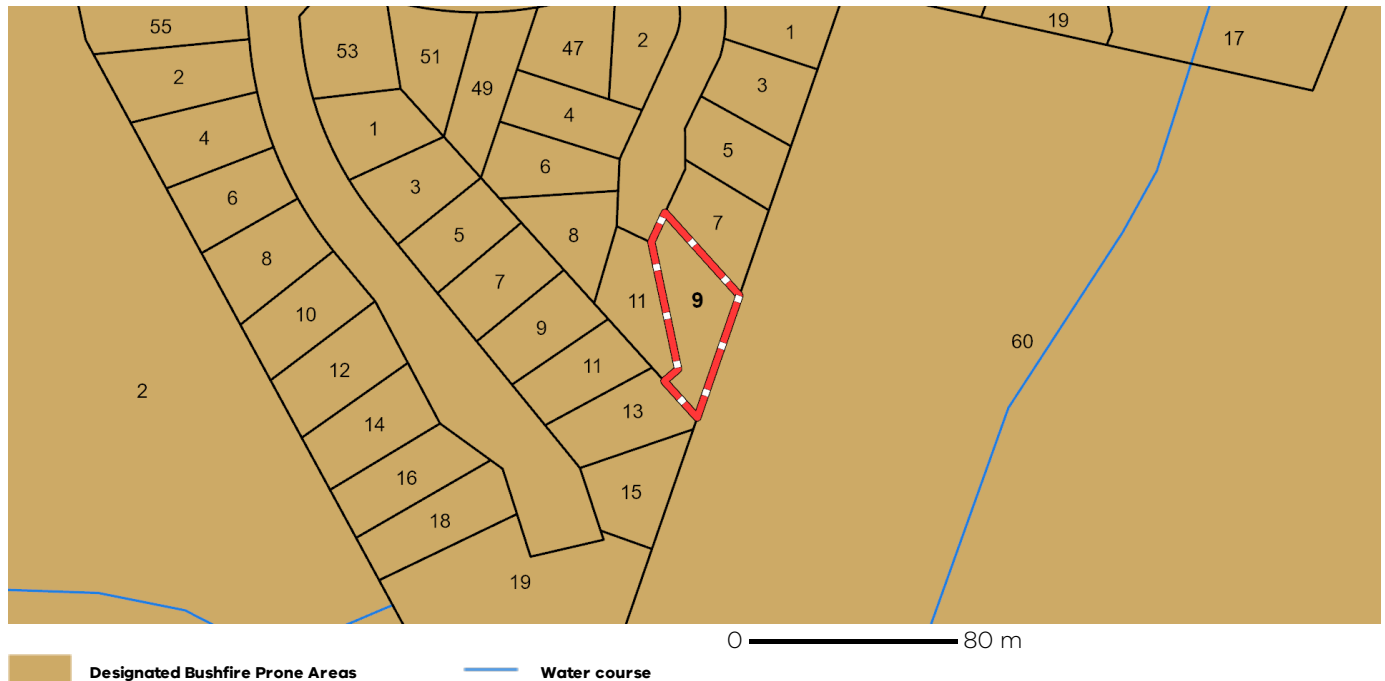 55 53 51 47 2 1 19 17
2 49 3
4 1 4 5
6 3 6 7
8 5 8
10 7 11 9
12 9 60
2 14 11
16 13
18 15
19
0 80 m
Designated Bushfire Prone Areas Water course